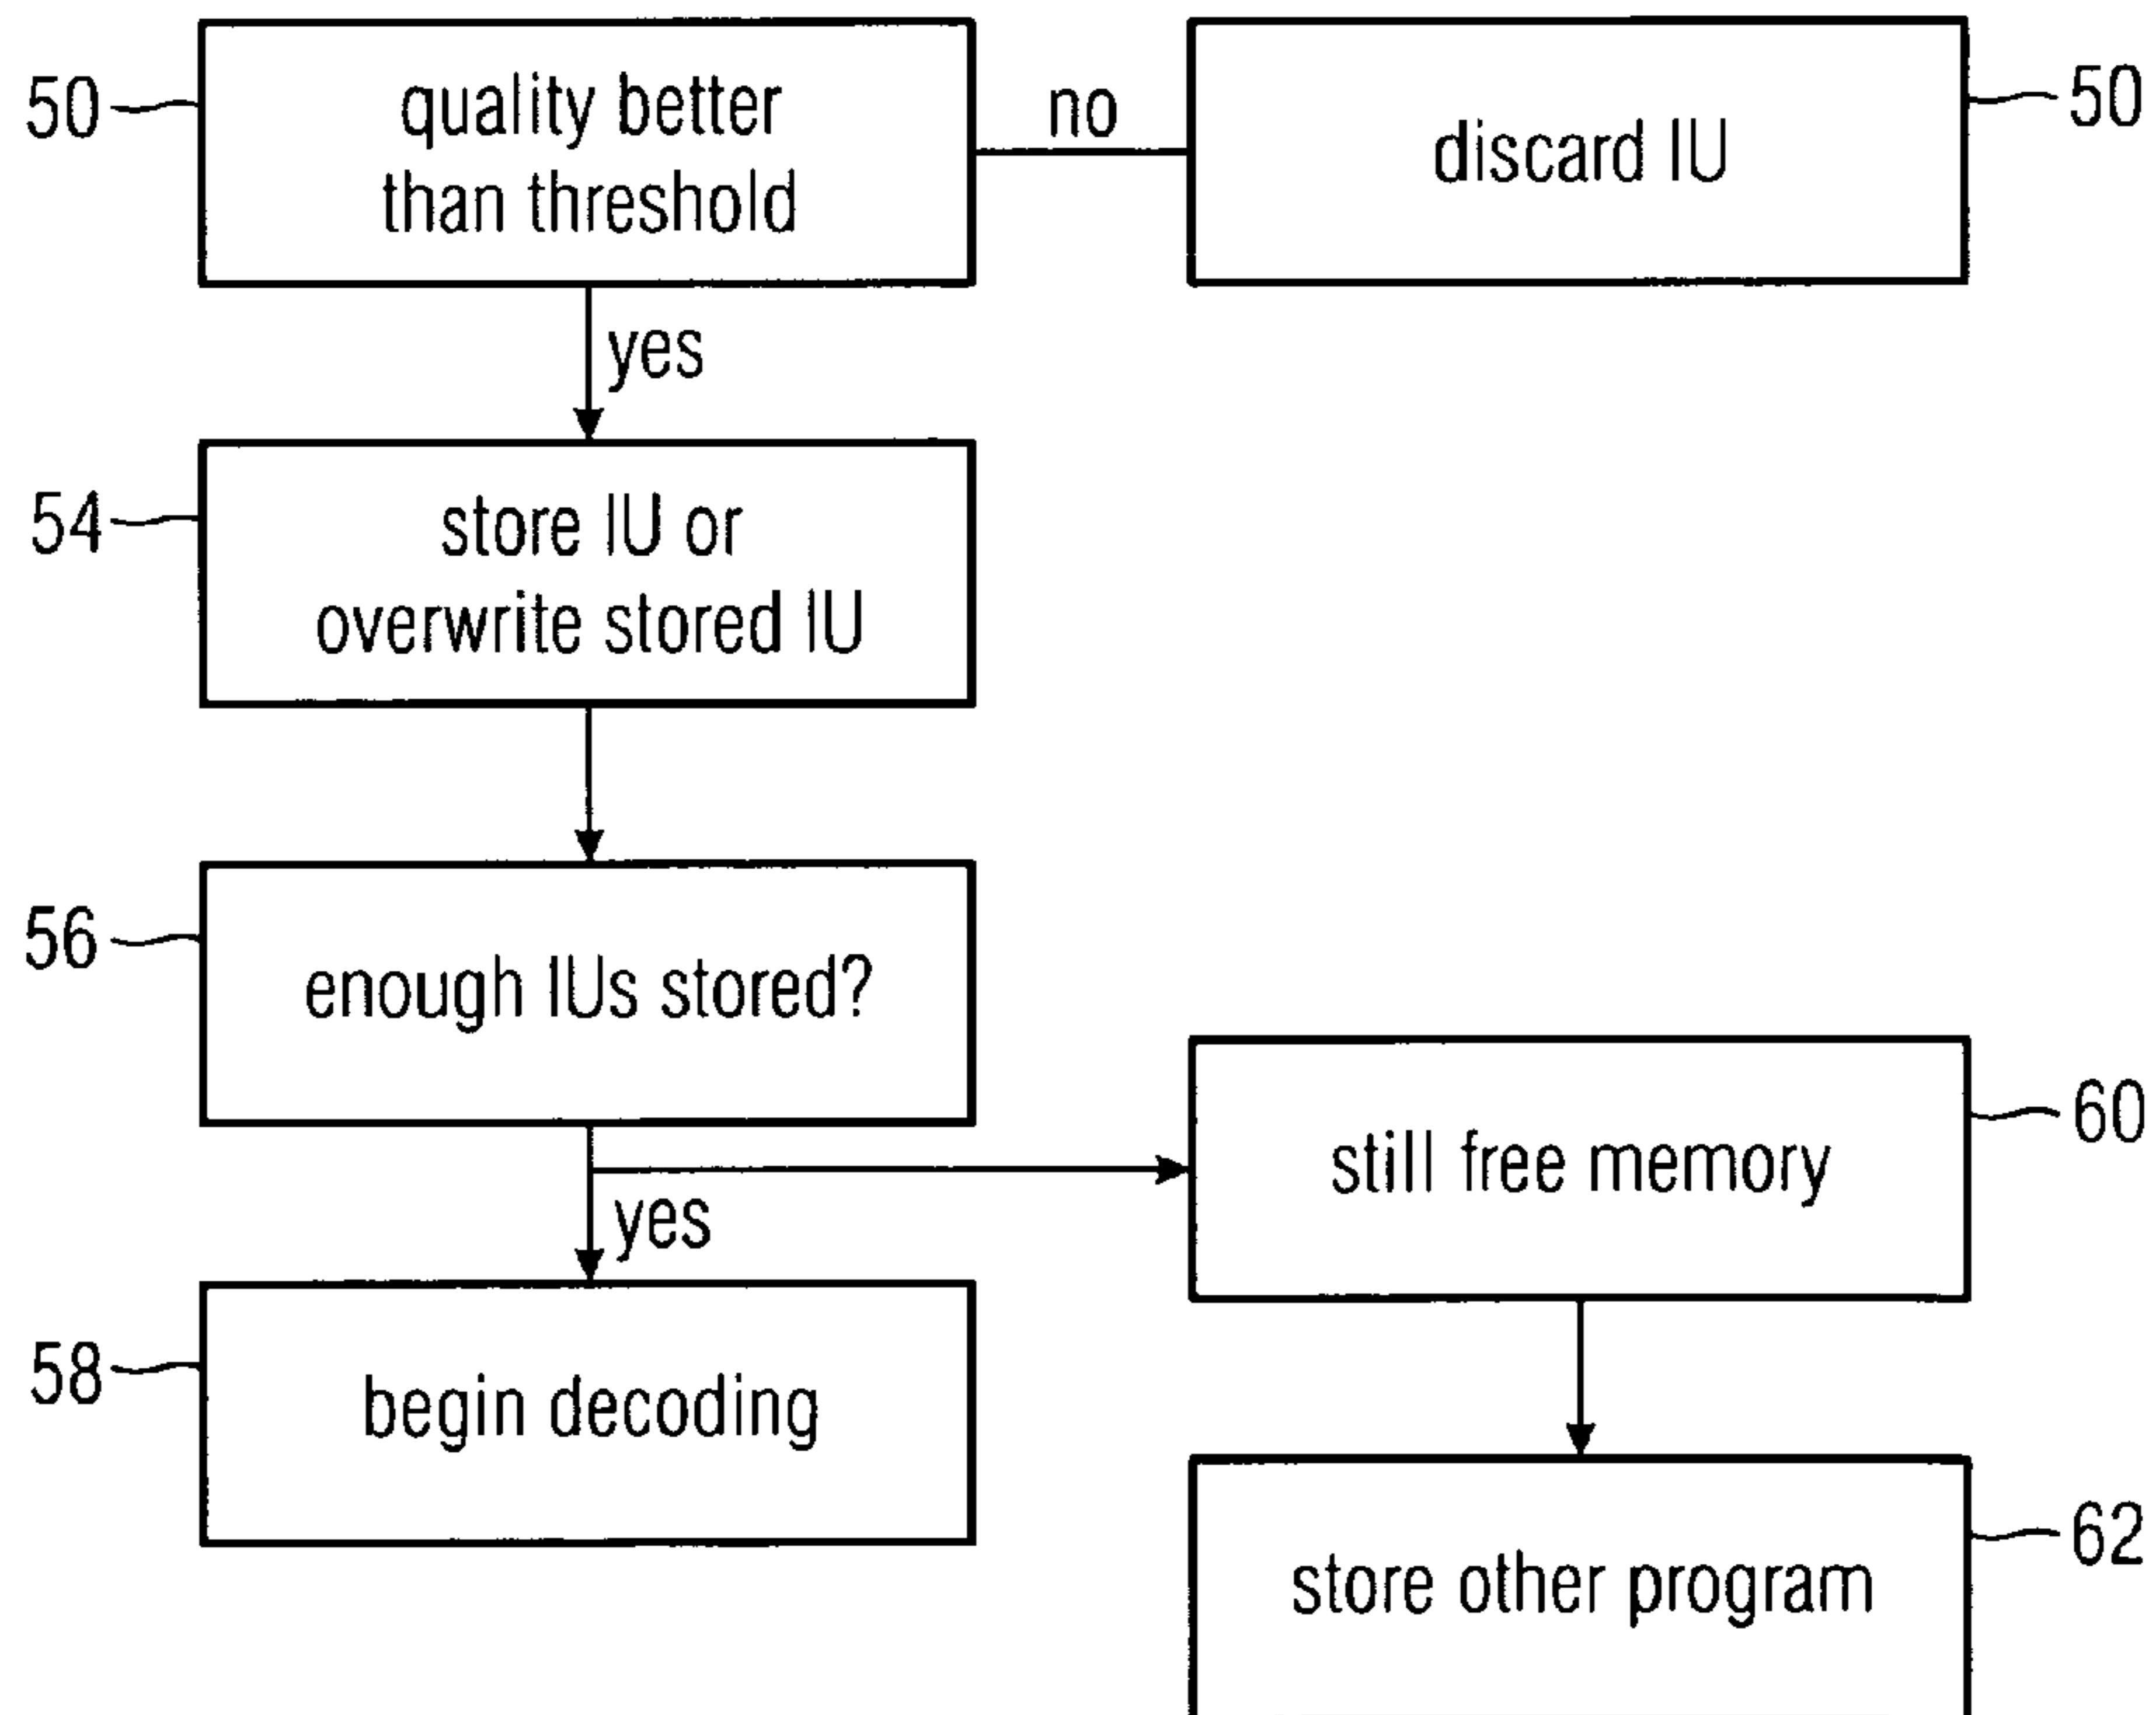 50
quality better
than threshold
no
discard IU
50
yes
54
store IU or
overwrite stored IU
56
enough IUs stored?
60
still free memory
yes
58
begin decoding
62
store other program